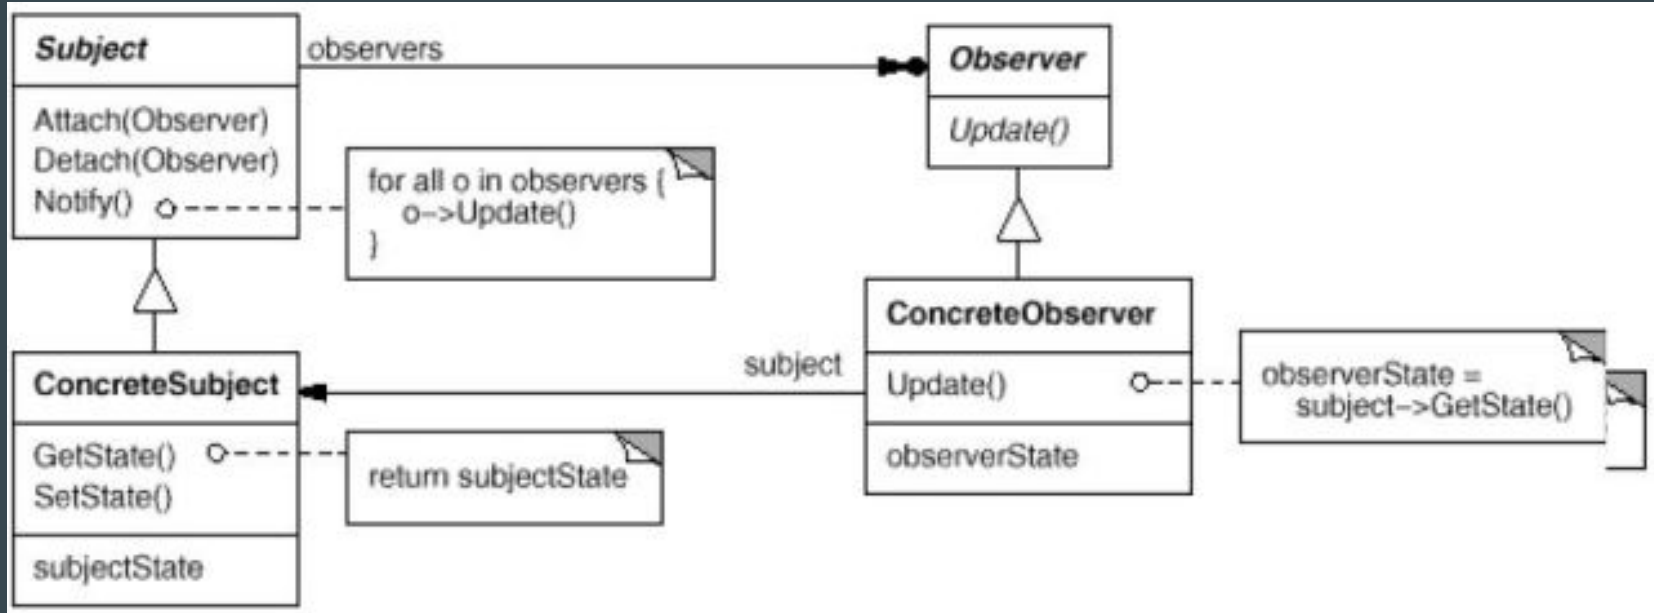 Subject
Attach(Observer)
Detach(Observer)
Notify()
observers
for all o in observers {
o->Update()
}
Observer
Update()
ConcreteSubject
GetState()
SetState()
subjectState
return subjectState
subject
ConcreteObserver
Update()
observerState
observerState =
subject->GetState()